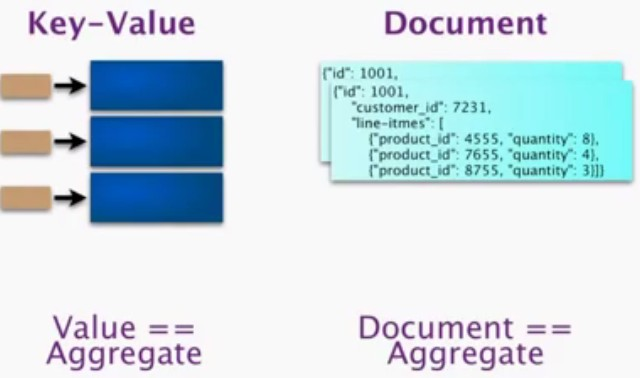 Key-Value
Document
{"id": 1001,
{"id": 1001,
"customer_id": 7231,
"line-itmes": [
{"product_id": 4555, "quantity": 8},
{"product_id": 7655, "quantity": 4},
{"product_id": 8755, "quantity": 3}]}
Value ==
Aggregate
Document ==
Aggregate